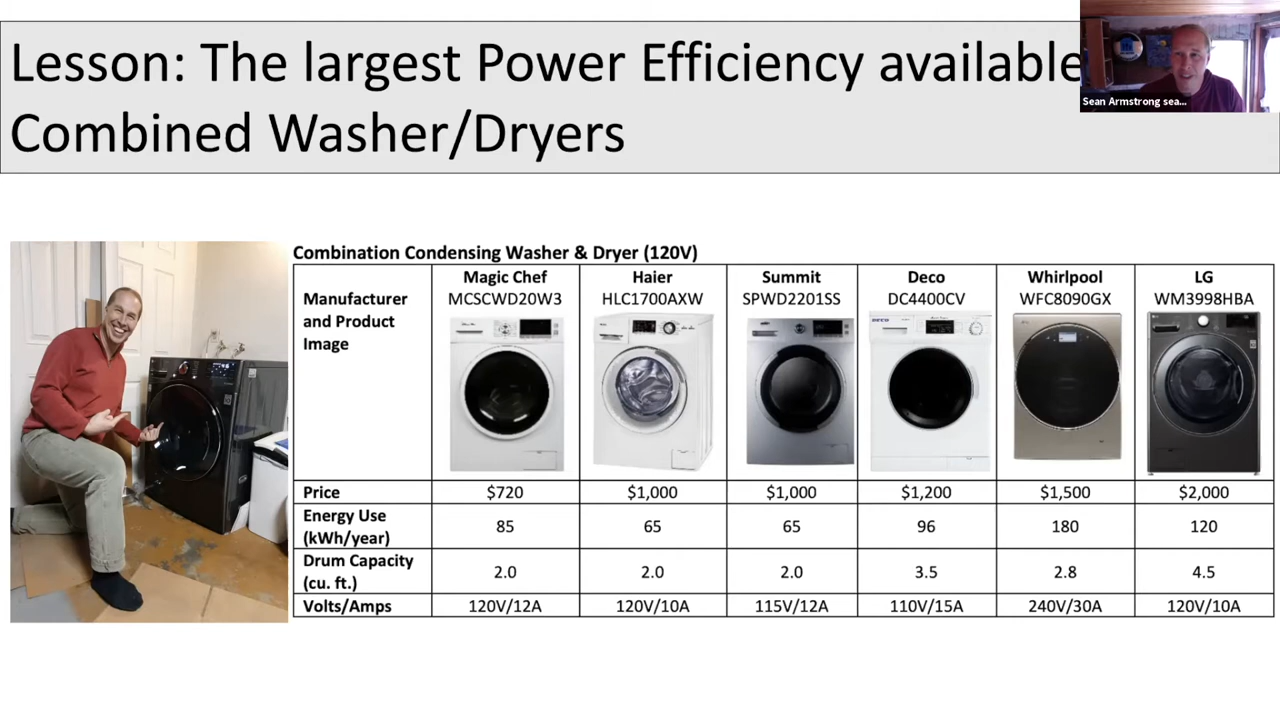 Lesson: The largest Power Efficiency available
Combined Washer/Dryers
Sean Armstrong sea...
Combination Condensing Washer & Dryer (120V)
Manufacturer and Product Image
Magic Chef
MCSCWD20W3
Haier
HLC1700AXW
Summit
SPWD2201SS
Deco
DC4400CV
Whirlpool
WFC8090GX
LG
WM3998HBA
Price $720 $1,000 $1,000 $1,200 $1,500 $2,000
Energy Use (kWh/year) 85 65 65 96 180 120
Drum Capacity (cu. ft.) 2.0 2.0 2.0 3.5 2.8 4.5
Volts/Amps 120V/12A 120V/10A 115V/12A 110V/15A 240V/30A 120V/10A